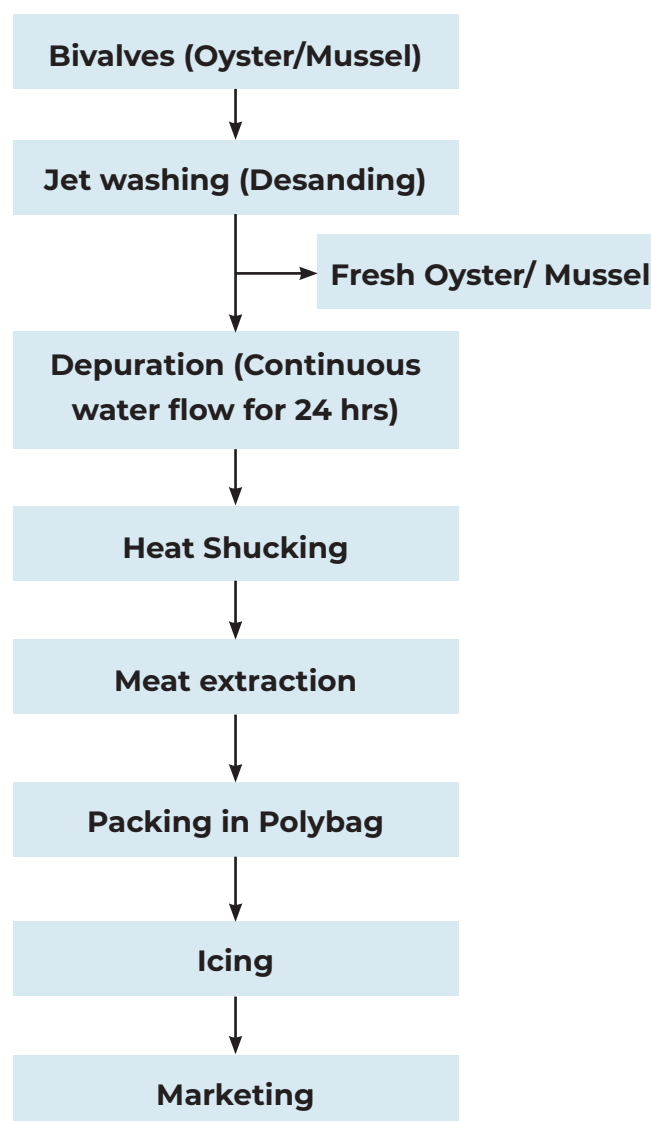 Bivalves (Oyster/Mussel)
Jet washing (Desanding)
Fresh Oyster/ Mussel
Depuration (Continuous
water flow for 24 hrs)
Heat Shucking
Meat extraction
Packing in Polybag
Icing
Marketing